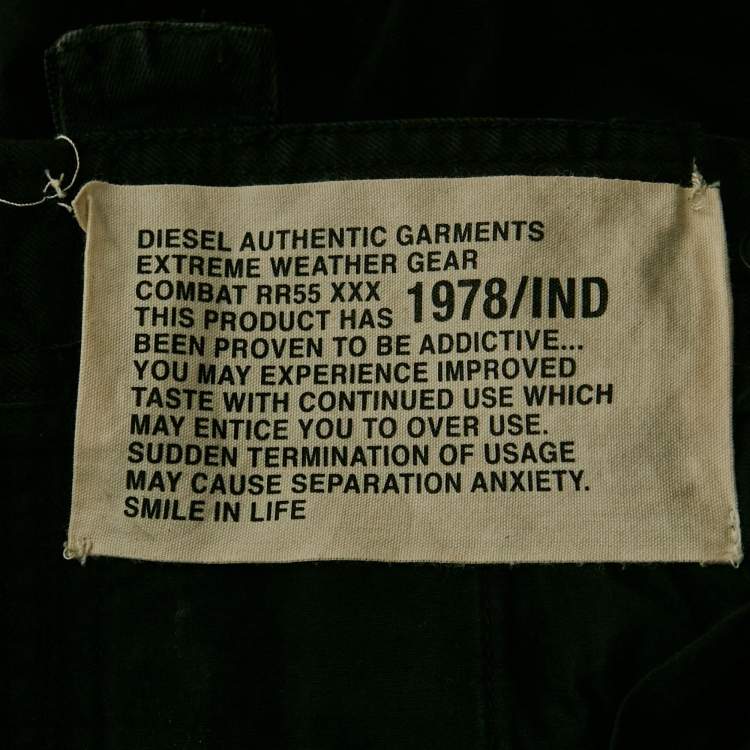 DIESEL AUTHENTIC GARMENTS
EXTREME WEATHER GEAR
COMBAT RR55 XXX 1978/IND
THIS PRODUCT HAS
BEEN PROVEN TO BE ADDICTIVE...
YOU MAY EXPERIENCE IMPROVED
TASTE WITH CONTINUED USE WHICH
MAY ENTICE YOU TO OVER USE.
SUDDEN TERMINATION OF USAGE
MAY CAUSE SEPARATION ANXIETY.
SMILE IN LIFE